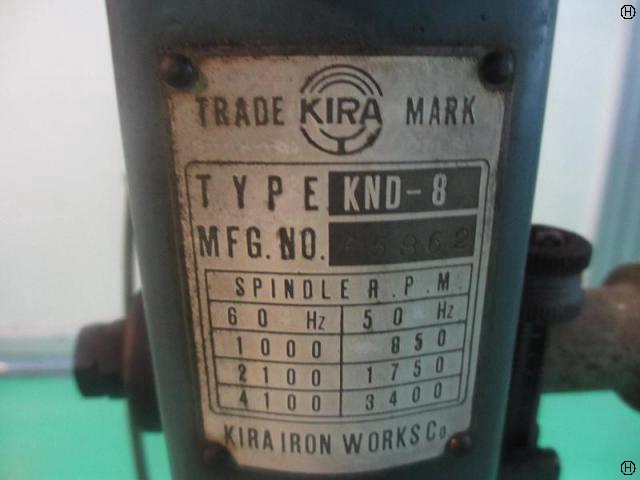 TRADE KIRA MARK
TYPE KND-8
MFG. NO. 65862
SPINDLE R.P.M.
60 Hz 50 Hz
1000 850
2100 1750
4100 3400
KIRA IRON WORKS Co
H
H